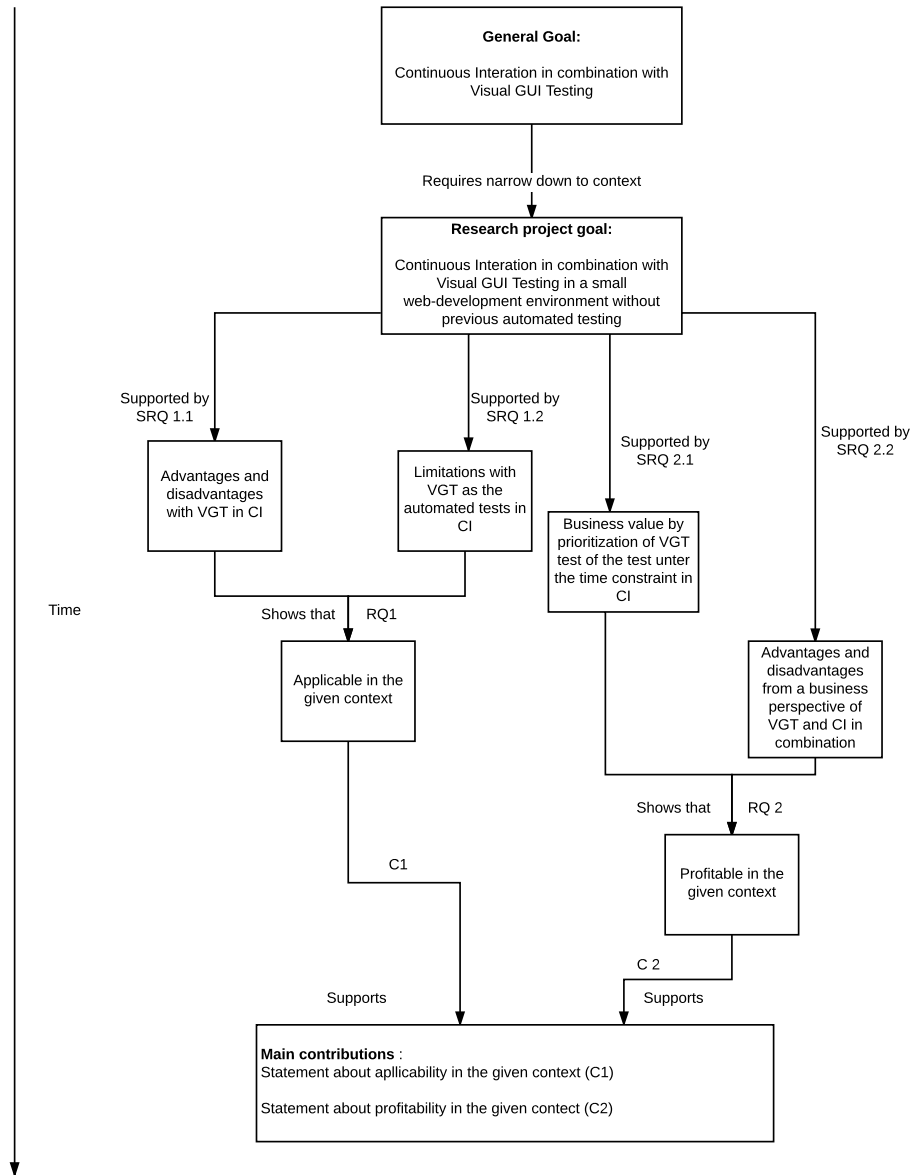 General Goal:
Continuous Interation in combination with
Visual GUI Testing
Requires narrow down to context
Research project goal:
Continuous Interation in combination with
Visual GUI Testing in a small
web-development environment without
previous automated testing
Supported by
SRQ 1.1
Supported by
SRQ 1.2
Supported by
SRQ 2.1
Supported by
SRQ 2.2
Advantages and
disadvantages
with VGT in CI
Limitations with
VGT as the
automated tests in
CI
Business value by
prioritization of VGT
test of the test unter
the time constraint in
CI
Time
Shows that
RQ1
Advantages and
disadvantages
from a business
perspective of
VGT and CI in
combination
Applicable in the
given context
Shows that
RQ 2
Profitable in the
given context
C1
C 2
Supports
Supports
Main contributions :
Statement about apllicability in the given context (C1)
Statement about profitability in the given contect (C2)